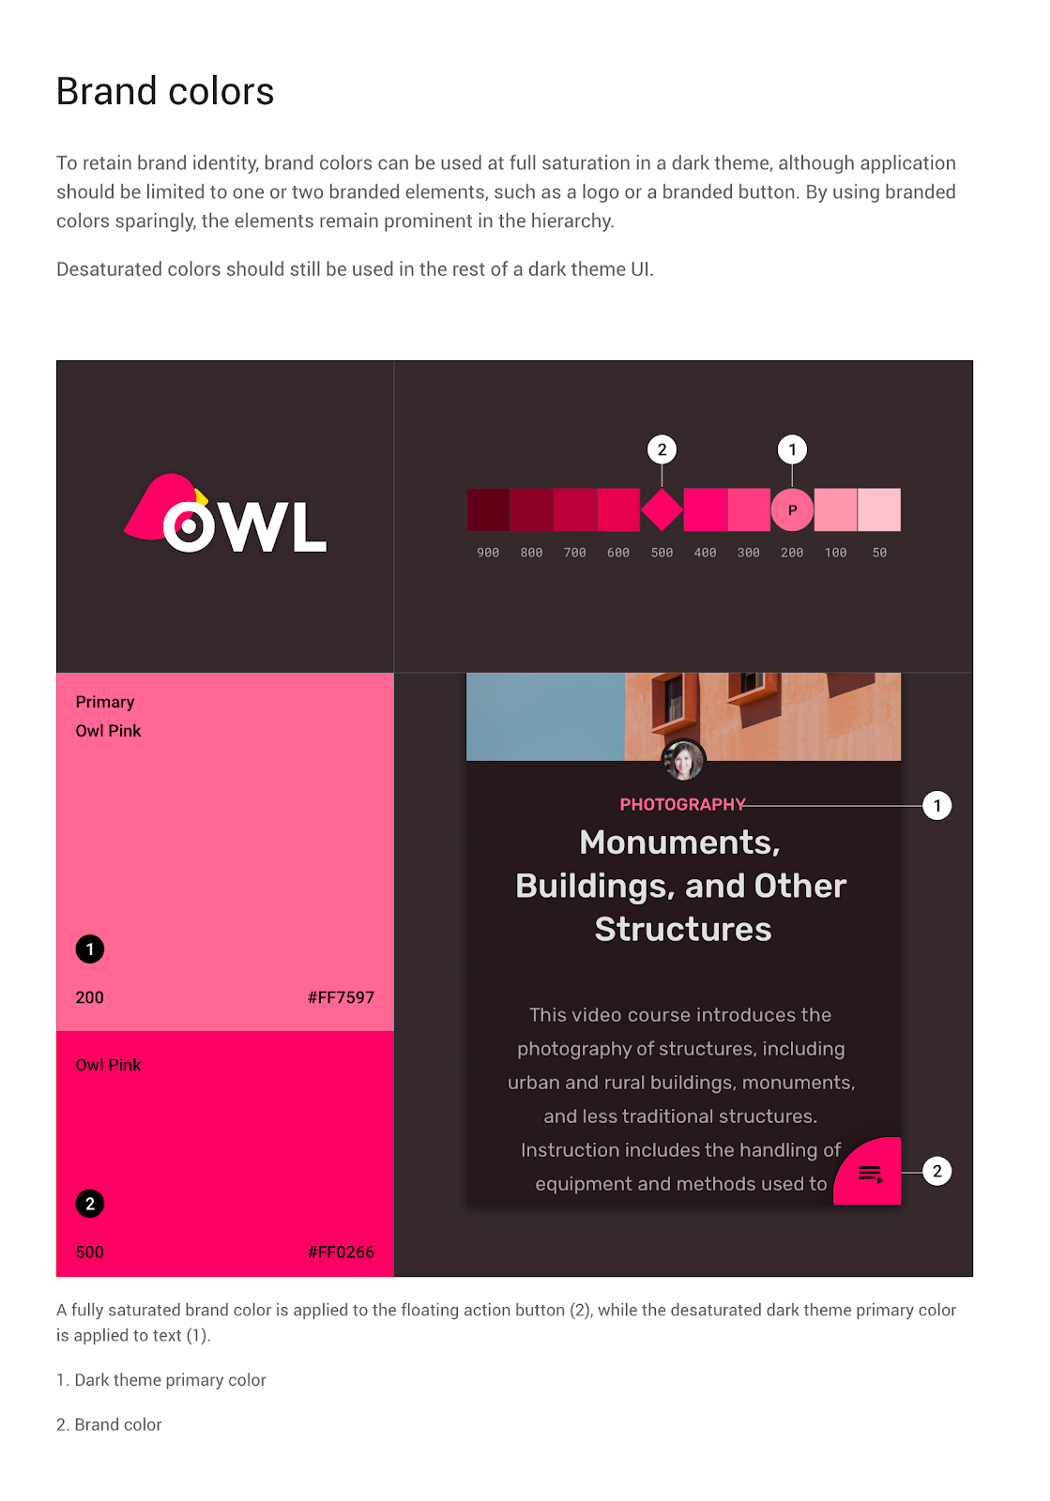 Brand colors
To retain brand identity, brand colors can be used at full saturation in a dark theme, although application
should be limited to one or two branded elements, such as a logo or a branded button. By using branded
colors sparingly, the elements remain prominent in the hierarchy.
Desaturated colors should still be used in the rest of a dark theme UI.
OWL
2 1
P
900 800 700 600 500 400 300 200 100 50
Primary
Owl Pink
1
200 #FF7597
Owl Pink
2
500 #FF0266
PHOTOGRAPHY 1
Monuments,
Buildings, and Other
Structures
This video course introduces the
photography of structures, including
urban and rural buildings, monuments,
and less traditional structures.
Instruction includes the handling of
equipment and methods used to
2
A fully saturated brand color is applied to the floating action button (2), while the desaturated dark theme primary color
is applied to text (1).
1. Dark theme primary color
2. Brand color